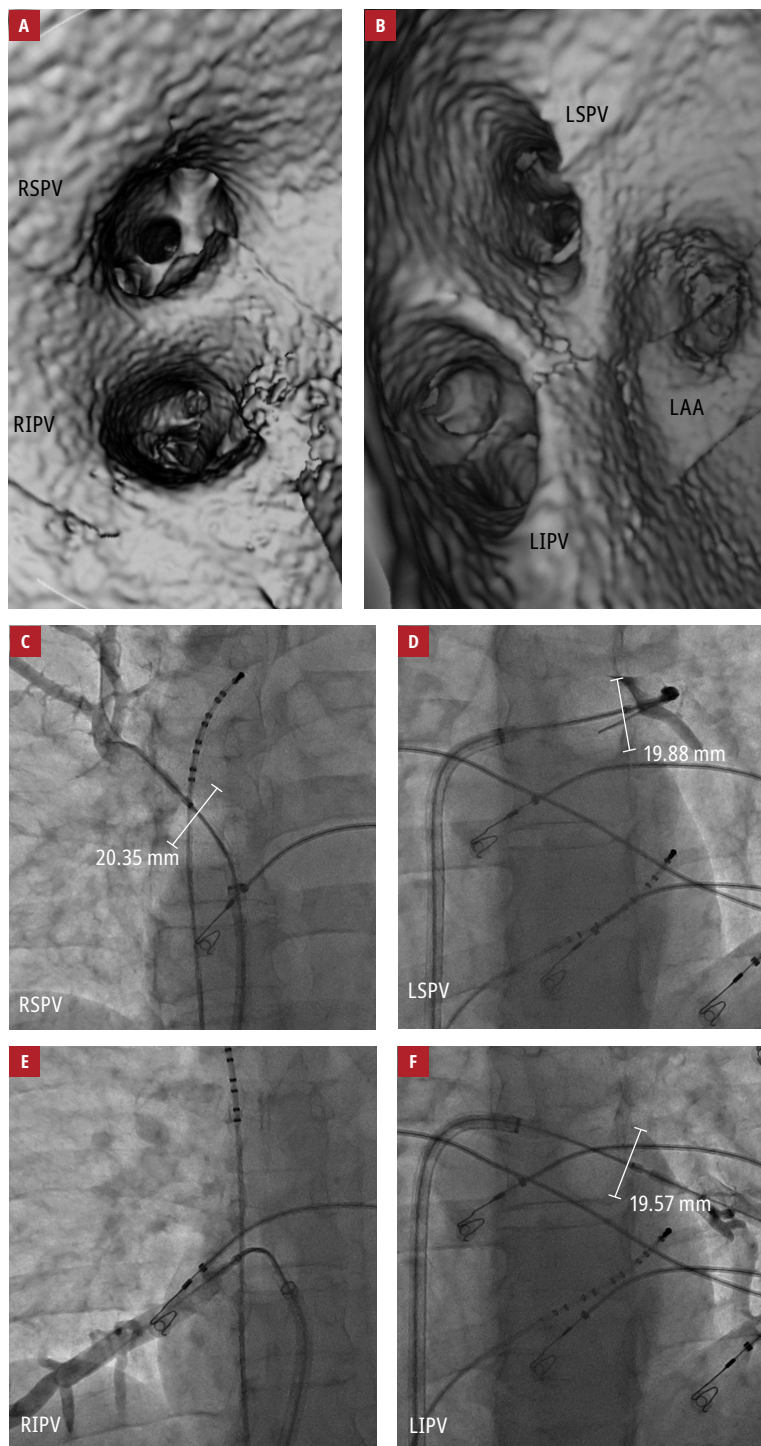 A
RSPV
RIPV
B
LSPV
LAA
LIPV
C
20.35 mm
RSPV
D
19.88 mm
LSPV
E
RIPV
F
19.57 mm
LIPV